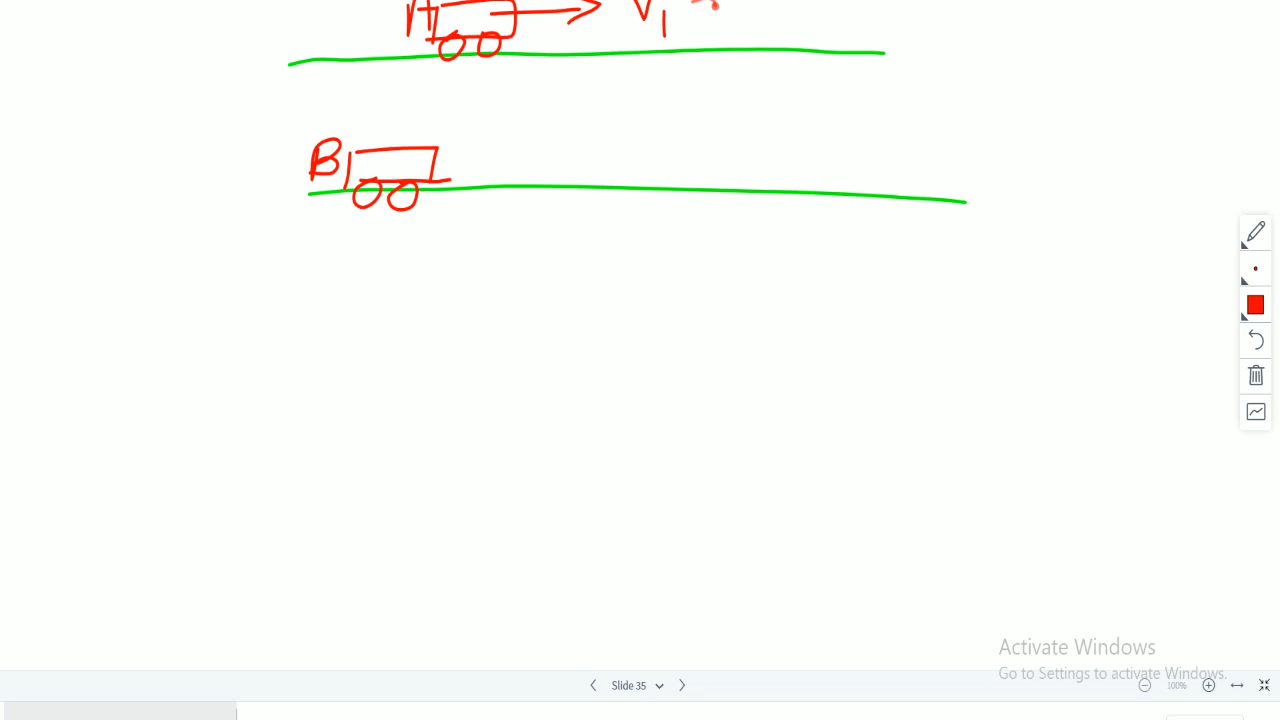 A V₁
B
Activate Windows
Go to Settings to activate Windows.
Slide 35
100%